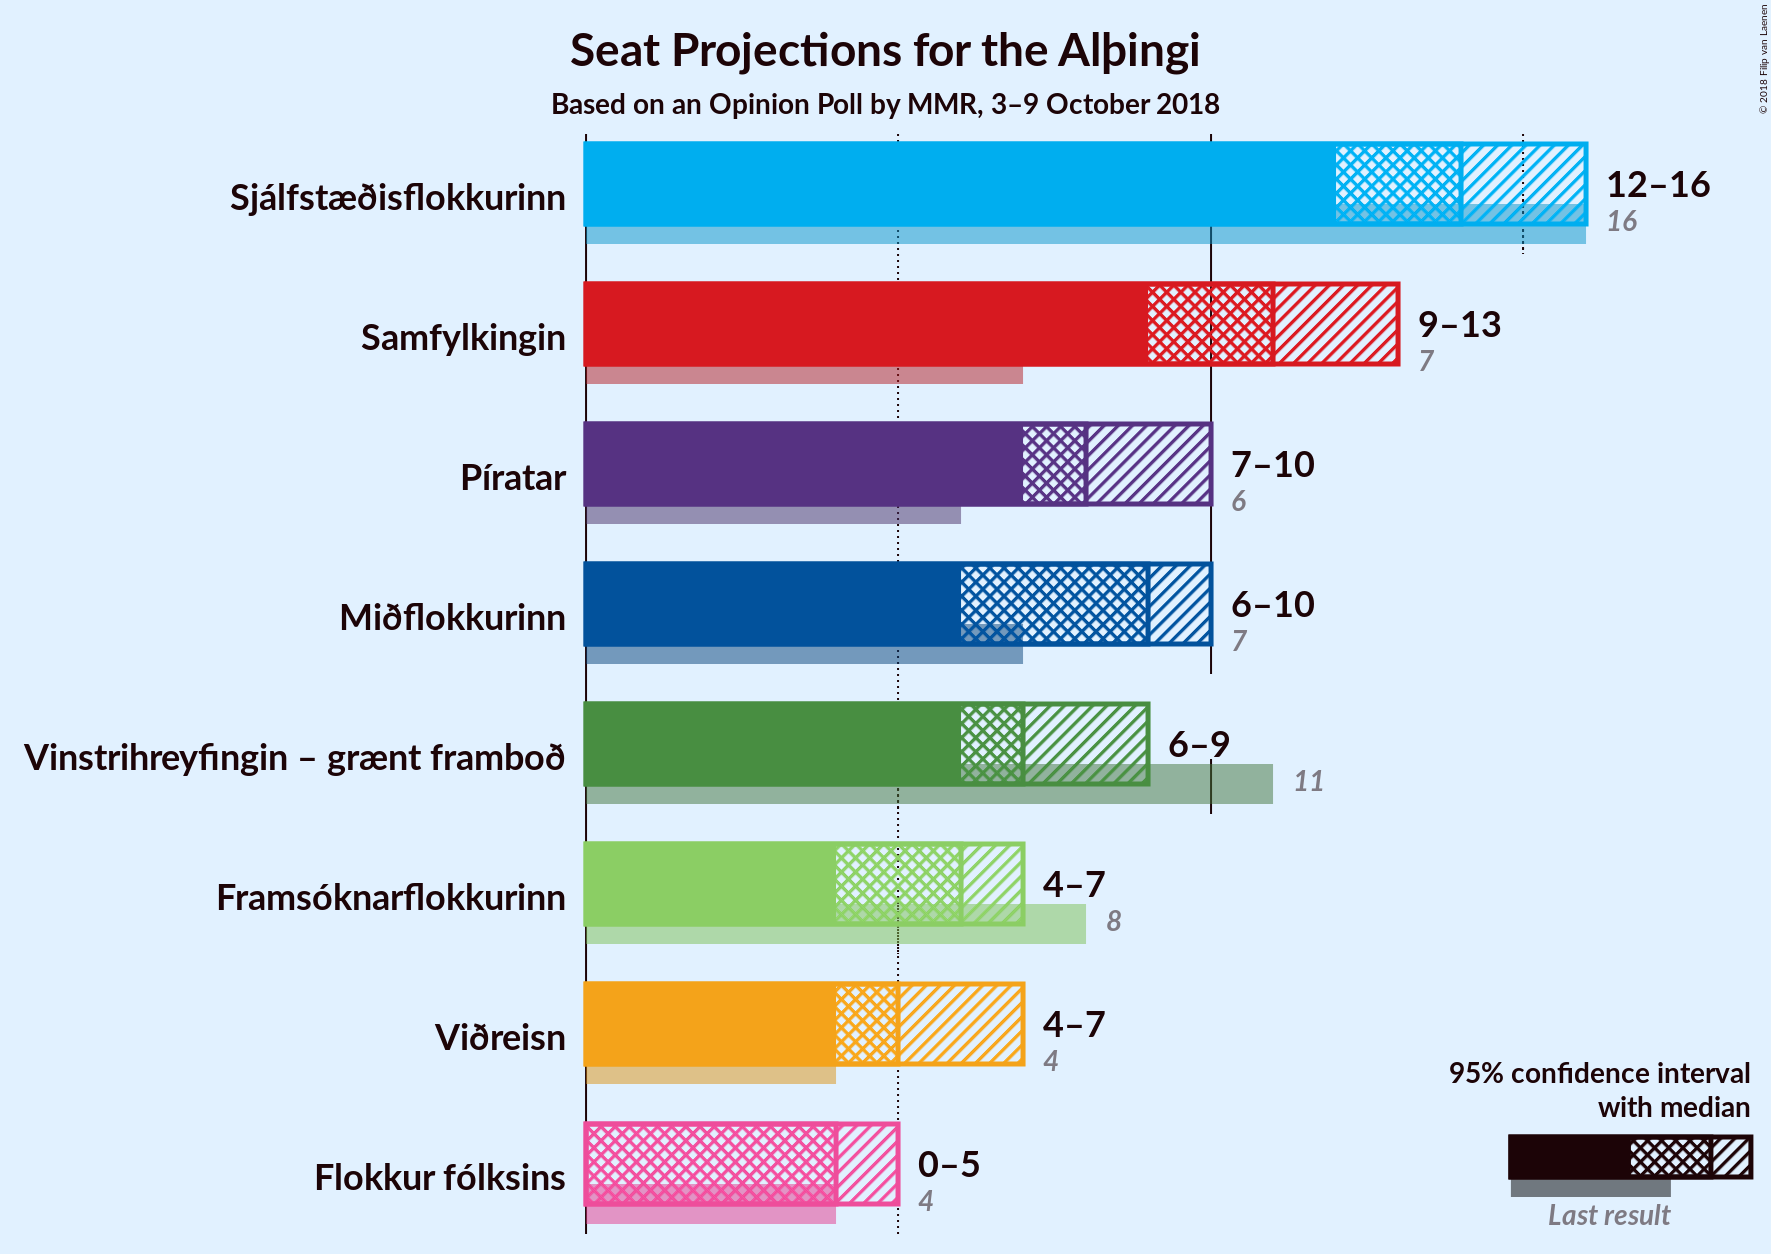 Seat Projections for the Alþingi
Based on an Opinion Poll by MMR, 3–9 October 2018
© 2018 Filip van Laenen
Sjálfstæðisflokkurinn
12–16
16
Samfylkingin
9–13
7
Píratar
7–10
6
Miðflokkurinn
6–10
7
Vinstrihreyfingin – grænt framboð
6–9
11
Framsóknarflokkurinn
4–7
8
Viðreisn
4–7
4
Flokkur fólksins
0–5
4
95% confidence interval
with median
Last result